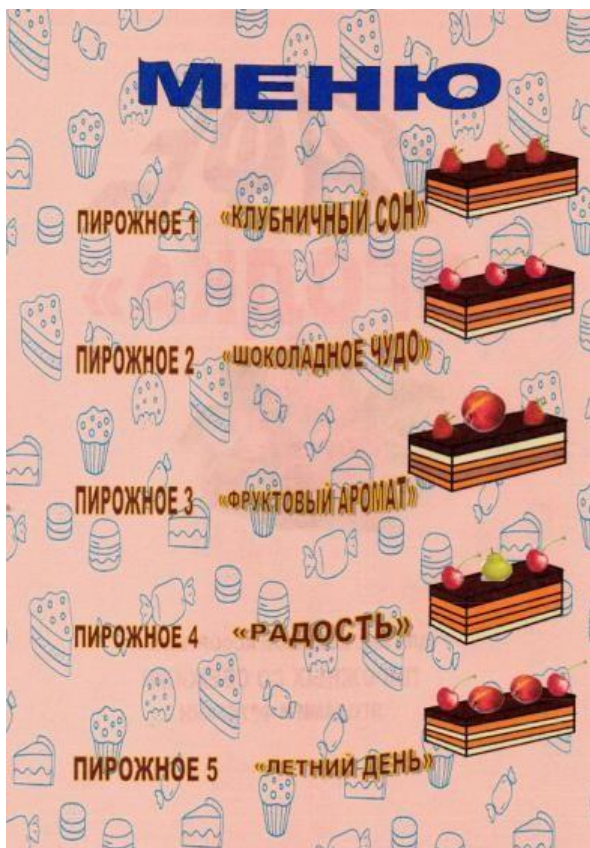 МЕНЮ
ПИРОЖНОЕ 1 «КЛУБНИЧНЫЙ СОН»
ПИРОЖНОЕ 2 «ШОКОЛАДНОЕ ЧУДО»
ПИРОЖНОЕ 3 «ФРУКТОВЫЙ АРОМАТ»
ПИРОЖНОЕ 4 «РАДОСТЬ»
ПИРОЖНОЕ 5 «ЛЕТНИЙ ДЕНЬ»